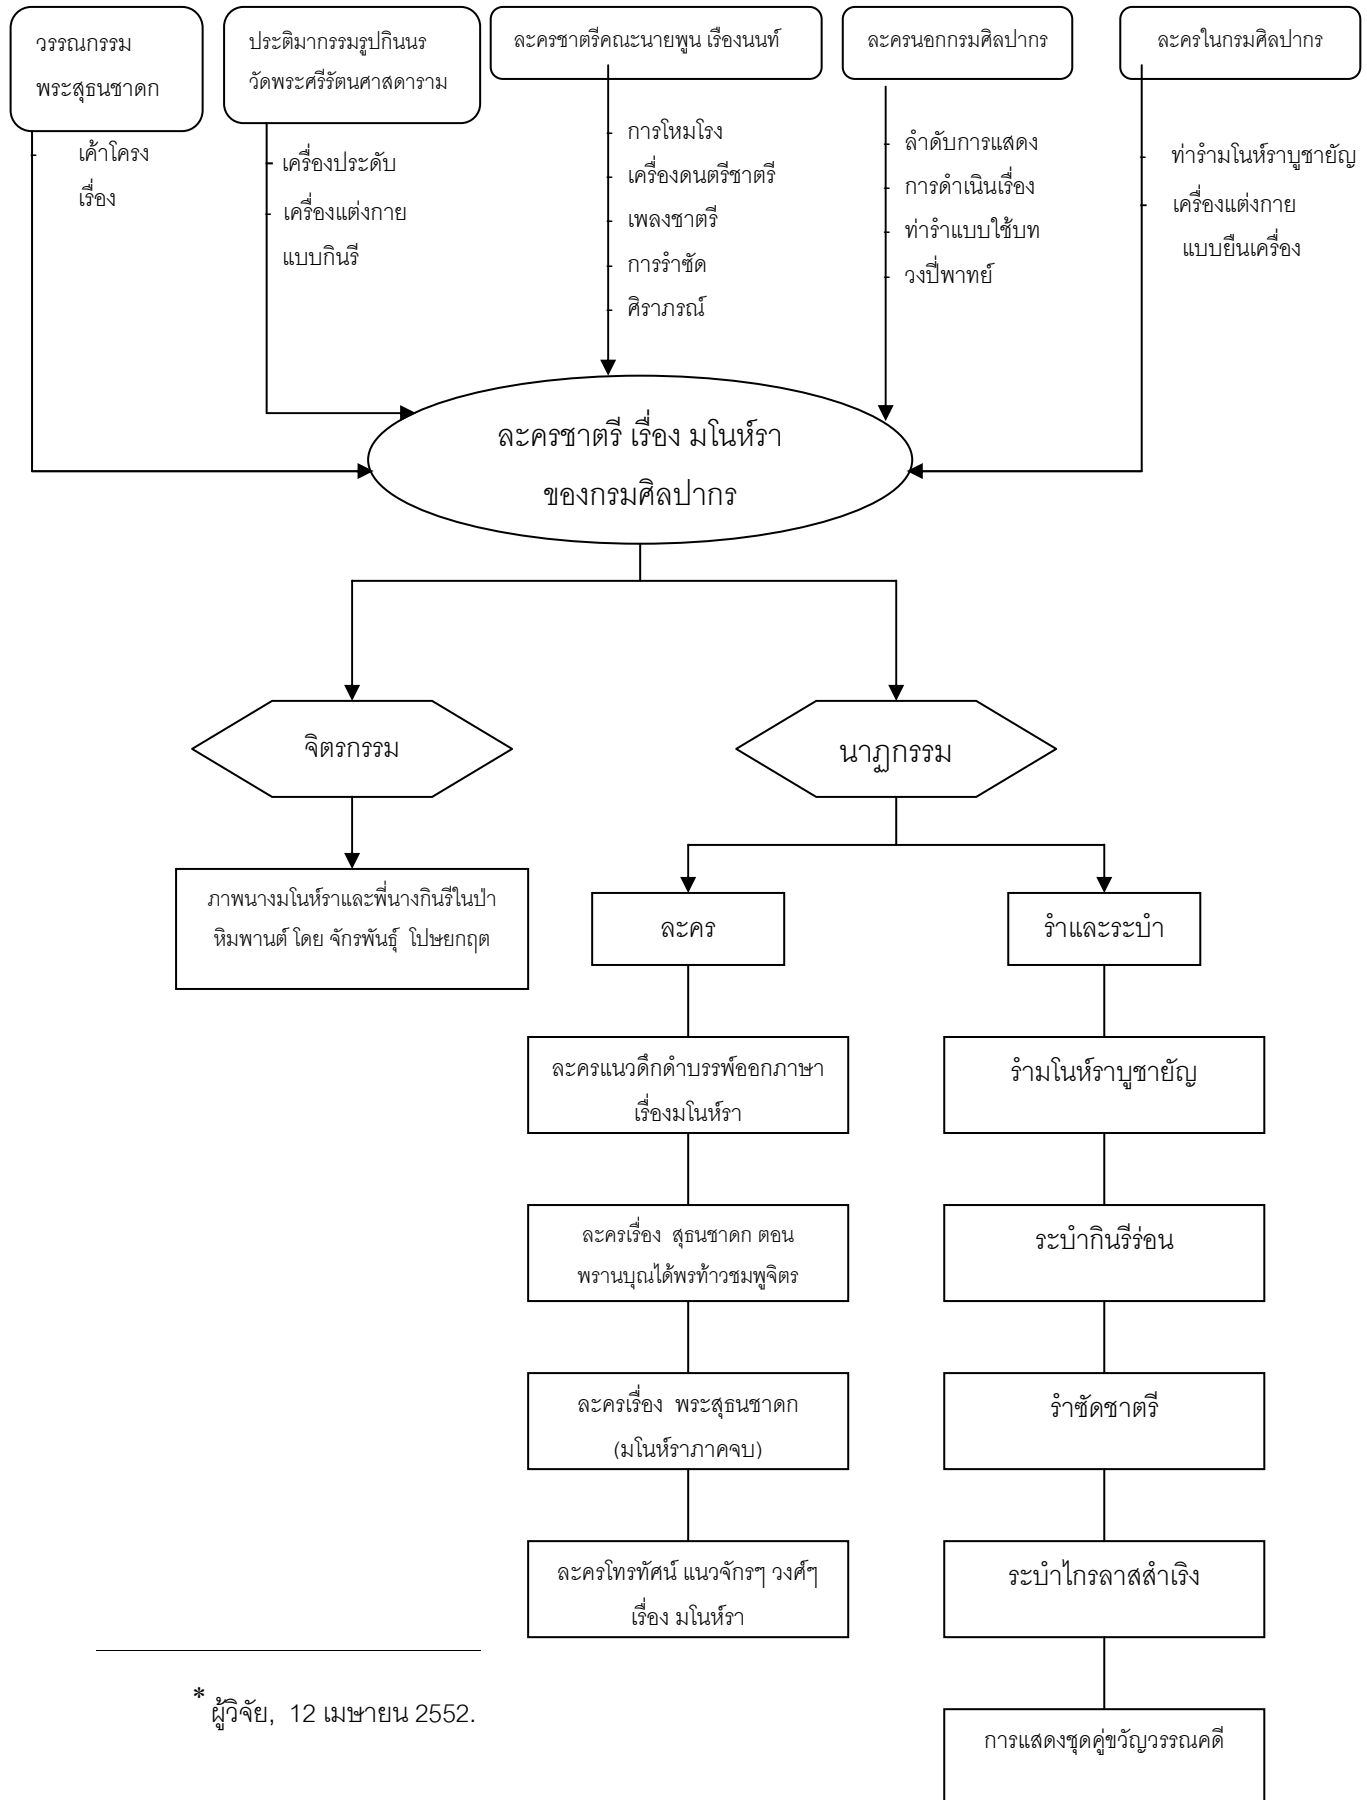 วรรณกรรม
พระสุธนชาดก
- เค้าโครง
เรื่อง
ประติมากรรมรูปกินนร
วัดพระศรีรัตนศาสดาราม
- เครื่องประดับ
- เครื่องแต่งกาย
แบบกินรี
ละครชาตรีคณะนายพูน เรืองนนท์
- การโหมโรง
- เครื่องดนตรีชาตรี
- เพลงชาตรี
- การรำซัด
- ศิราภรณ์
ละครนอกกรมศิลปากร
- ลำดับการแสดง
- การดำเนินเรื่อง
- ท่ารำแบบใช้บท
- วงปี่พาทย์
ละครในกรมศิลปากร
- ท่ารำมโนห์ราบูชายัญ
- เครื่องแต่งกาย
แบบยืนเครื่อง
ละครชาตรี เรื่อง มโนห์รา
ของกรมศิลปากร
จิตรกรรม
นาฏกรรม
ภาพนางมโนห์ราและพี่นางกินรีในป่า
หิมพานต์ โดย จักรพันธุ์ โปษยกฤต
ละคร
รำและระบำ
ละครแนวดึกดำบรรพ์ออกภาษา
เรื่องมโนห์รา
รำมโนห์ราบูชายัญ
ละครเรื่อง สุธนชาดก ตอน
พรานบุณได้พรท้าวชมพูจิตร
ระบำกินรีร่อน
ละครเรื่อง พระสุธนชาดก
(มโนห์ราภาคจบ)
รำซัดชาตรี
ละครโทรทัศน์ แนวจักรๆ วงศ์ๆ
เรื่อง มโนห์รา
ระบำไกรลาสสำเริง
การแสดงชุดคู่ขวัญวรรณคดี
* ผู้วิจัย, 12 เมษายน 2552.